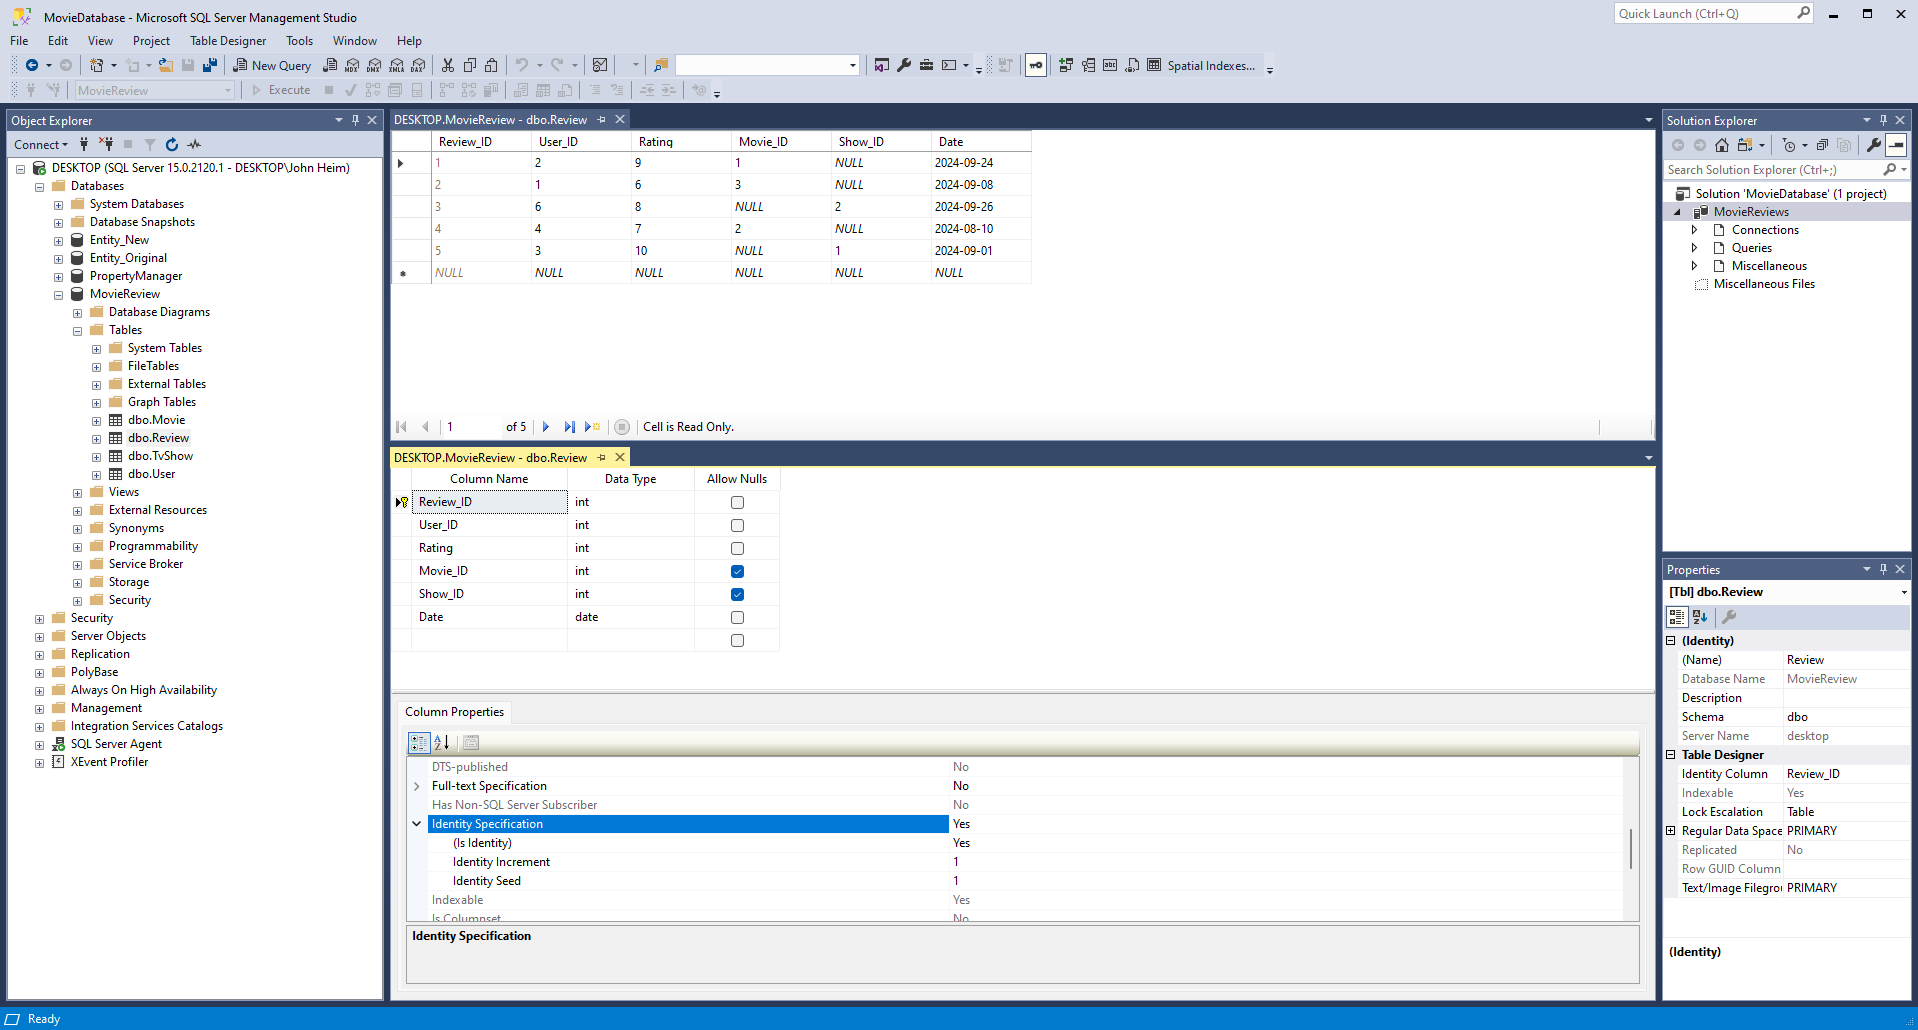 MovieDatabase - Microsoft SQL Server Management Studio
Quick Launch (Ctrl+Q)
File Edit View Project Table Designer Tools Window Help
New Query MDX DMX XMLA DAX abc Spatial Indexes...
MovieReview Execute
Object Explorer
Connect
DESKTOP (SQL Server 15.0.2120.1 - DESKTOP\John Heim)
Databases
System Databases
Database Snapshots
Entity_New
Entity_Original
PropertyManager
MovieReview
Database Diagrams
Tables
System Tables
FileTables
External Tables
Graph Tables
dbo.Movie
dbo.Review
dbo.TvShow
dbo.User
Views
External Resources
Synonyms
Programmability
Service Broker
Storage
Security
Security
Server Objects
Replication
PolyBase
Always On High Availability
Management
Integration Services Catalogs
SQL Server Agent
XEvent Profiler
DESKTOP.MovieReview - dbo.Review
Review_ID User_ID Rating Movie_ID Show_ID Date
1 2 9 1 NULL 2024-09-24
2 1 6 3 NULL 2024-09-08
3 6 8 NULL 2 2024-09-26
4 4 7 2 NULL 2024-08-10
5 3 10 NULL 1 2024-09-01
NULL NULL NULL NULL NULL NULL
1 of 5 Cell is Read Only.
DESKTOP.MovieReview - dbo.Review
Column Name Data Type Allow Nulls
Review_ID int
User_ID int
Rating int
Movie_ID int
Show_ID int
Date date
Column Properties
DTS-published No
Full-text Specification No
Has Non-SQL Server Subscriber No
Identity Specification Yes
(Is Identity) Yes
Identity Increment 1
Identity Seed 1
Indexable Yes
Is Columnset No
Identity Specification
Solution Explorer
Search Solution Explorer (Ctrl+;)
Solution 'MovieDatabase' (1 project)
MovieReviews
Connections
Queries
Miscellaneous
Miscellaneous Files
Properties
[Tbl] dbo.Review
(Identity)
(Name) Review
Database Name MovieReview
Description
Schema dbo
Server Name desktop
Table Designer
Identity Column Review_ID
Indexable Yes
Lock Escalation Table
Regular Data Space PRIMARY
Replicated No
Row GUID Column
Text/Image Filegrou PRIMARY
(Identity)
Ready